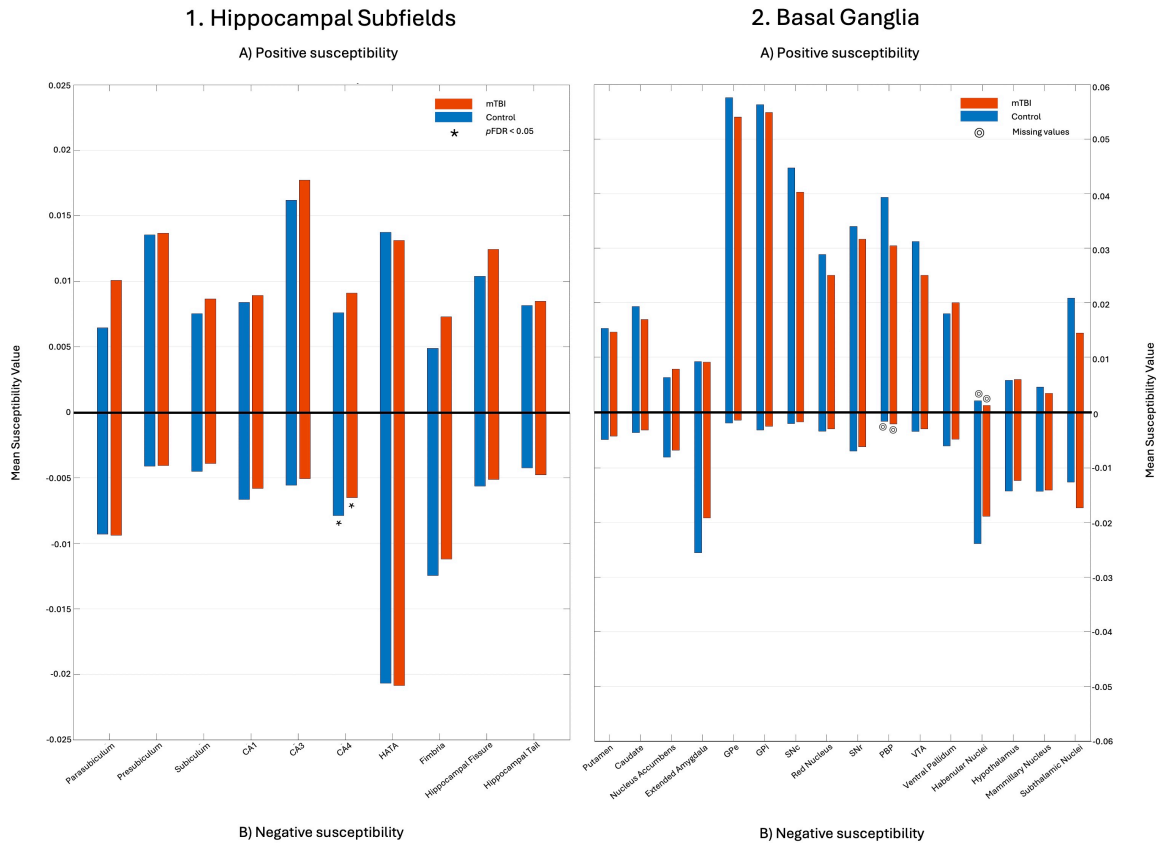 1. Hippocampal Subfields
A) Positive susceptibility
0.025
0.02
0.015
0.01
0.005
0
-0.005
-0.01
-0.015
-0.02
-0.025
Mean Susceptibility Value
mTBI
Control
* pFDR < 0.05
*
*
Parasubiculum
Presubiculum
Subiculum
CA1
CA3
CA4
HATA
Fimbria
Hippocampal Fissure
Hippocampal Tail
B) Negative susceptibility
2. Basal Ganglia
A) Positive susceptibility
mTBI
Control
◎ Missing values
◎ ◎
◎ ◎
0.06
0.05
0.04
0.03
0.02
0.01
0
-0.01
-0.02
-0.03
-0.04
-0.05
-0.06
Mean Susceptibility Value
Putamen
Caudate
Nucleus Accumbens
Extended Amygdala
GPe
GPi
SNc
Red Nucleus
SNr
PBP
VTA
Ventral Pallidum
Habenular Nuclei
Hypothalamus
Mammillary Nucleus
Subthalamic Nuclei
B) Negative susceptibility